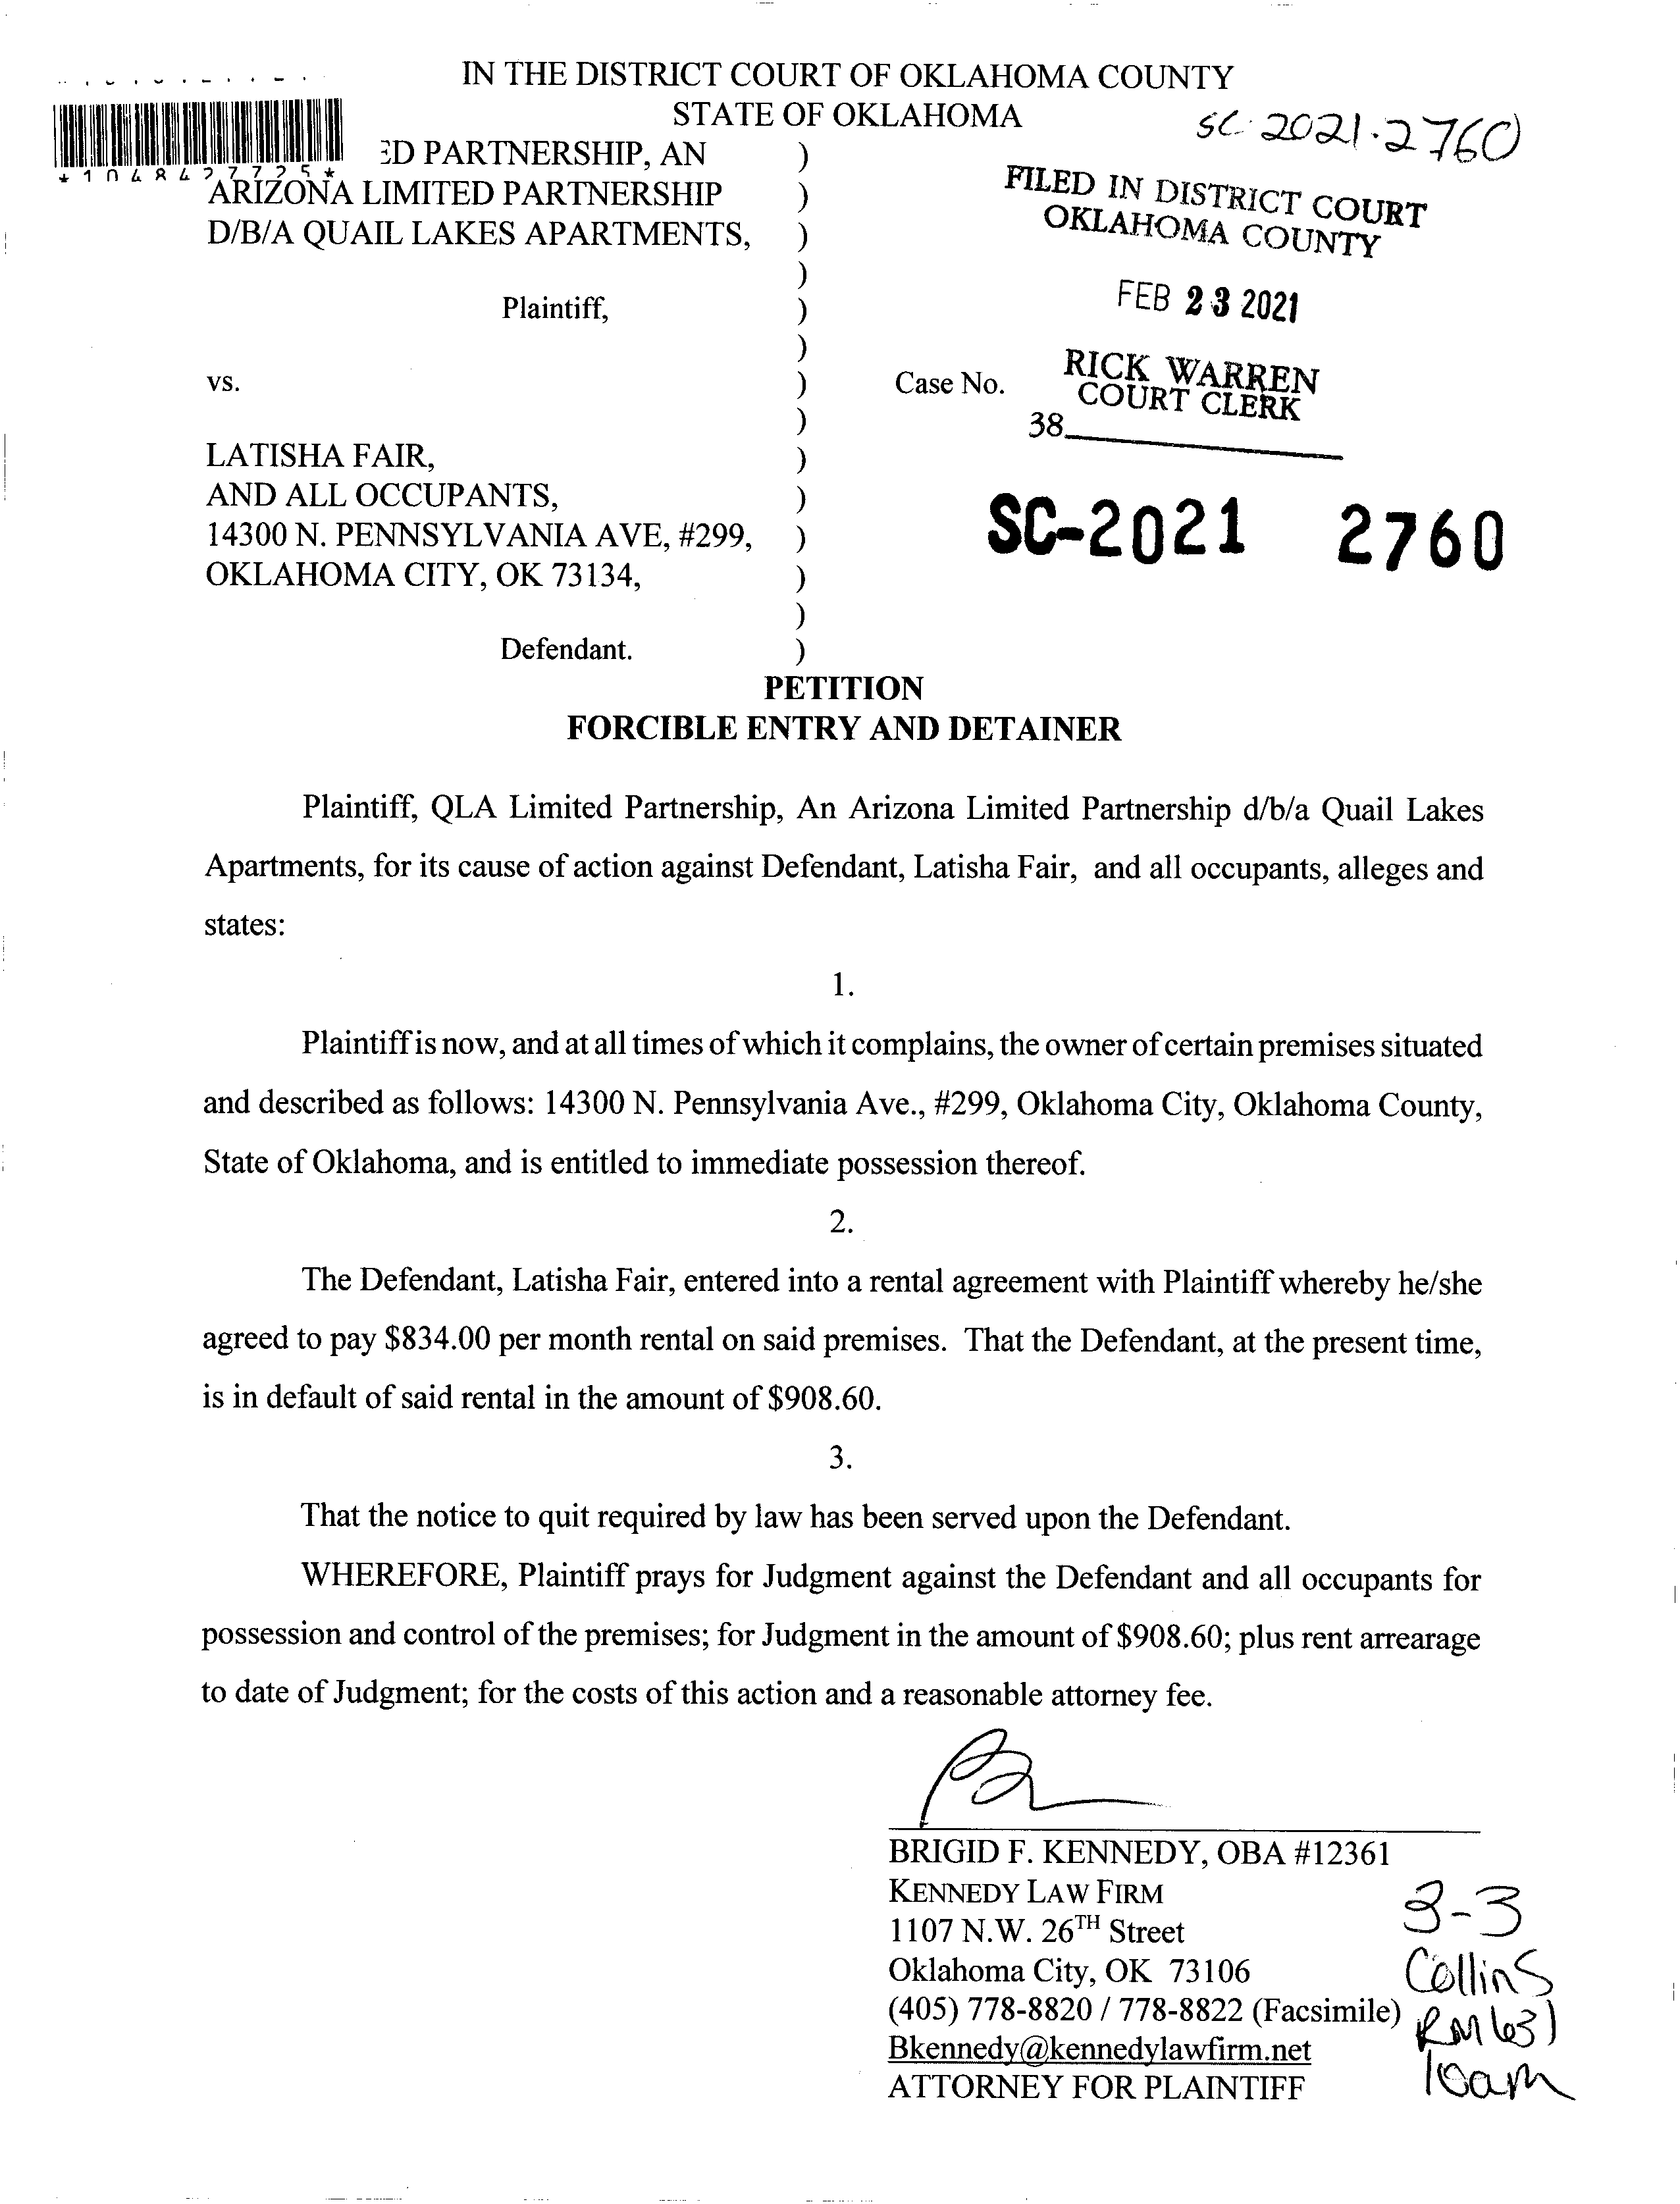 IN THE DISTRICT COURT OF OKLAHOMA COUNTY
STATE OF OKLAHOMA
SC-2021-2760
ED PARTNERSHIP, AN )
*1048427725*
ARIZONA LIMITED PARTNERSHIP )
D/B/A QUAIL LAKES APARTMENTS, )
)
Plaintiff, )
)
vs. )
)
LATISHA FAIR, )
AND ALL OCCUPANTS, )
14300 N. PENNSYLVANIA AVE, #299, )
OKLAHOMA CITY, OK 73134, )
)
Defendant. )
FILED IN DISTRICT COURT
OKLAHOMA COUNTY
FEB 23 2021
RICK WARREN
COURT CLERK
Case No.
38
SC-2021 2760
PETITION
FORCIBLE ENTRY AND DETAINER
Plaintiff, QLA Limited Partnership, An Arizona Limited Partnership d/b/a Quail Lakes
Apartments, for its cause of action against Defendant, Latisha Fair, and all occupants, alleges and
states:
1.
Plaintiff is now, and at all times of which it complains, the owner of certain premises situated
and described as follows: 14300 N. Pennsylvania Ave., #299, Oklahoma City, Oklahoma County,
State of Oklahoma, and is entitled to immediate possession thereof.
2.
The Defendant, Latisha Fair, entered into a rental agreement with Plaintiff whereby he/she
agreed to pay $834.00 per month rental on said premises. That the Defendant, at the present time,
is in default of said rental in the amount of $908.60.
3.
That the notice to quit required by law has been served upon the Defendant.
WHEREFORE, Plaintiff prays for Judgment against the Defendant and all occupants for
possession and control of the premises; for Judgment in the amount of $908.60; plus rent arrearage
to date of Judgment; for the costs of this action and a reasonable attorney fee.
BRIGID F. KENNEDY, OBA #12361
KENNEDY LAW FIRM
1107 N.W. 26TH Street
Oklahoma City, OK 73106
(405) 778-8820 / 778-8822 (Facsimile)
Bkennedy@kennedylawfirm.net
ATTORNEY FOR PLAINTIFF
3-3
Collins
RM 631
10am